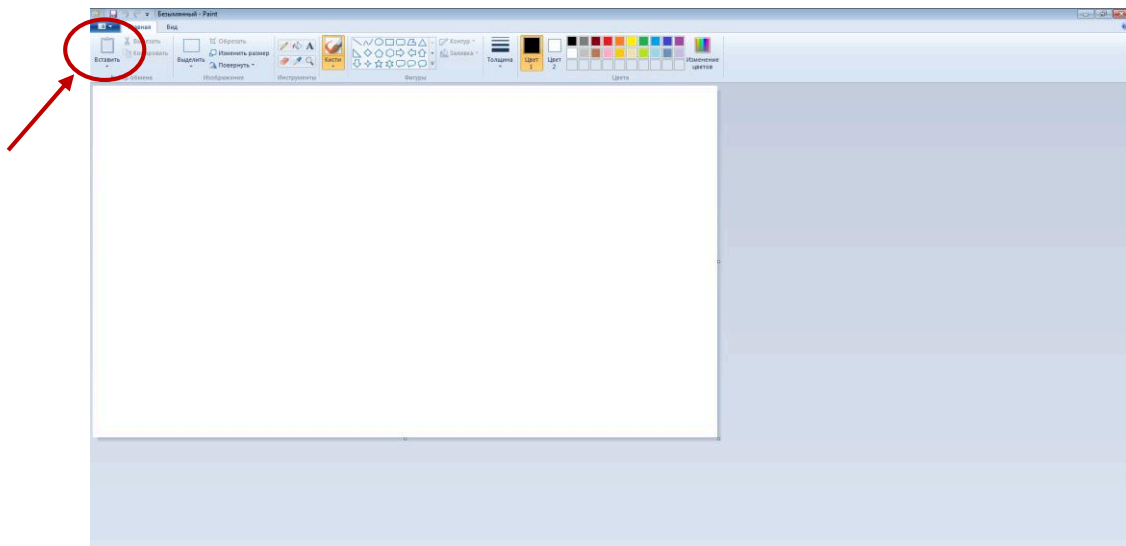 Безымянный - Paint
Главная Вид
Вставить
Вырезать
Копировать
Буфер обмена
Выделить
Обрезать
Изменить размер
Повернуть
Изображение
A
Инструменты
Кисти
Контур
Заливка
Фигуры
Толщина
Цвет 1
Цвет 2
Изменение цветов
Цвета